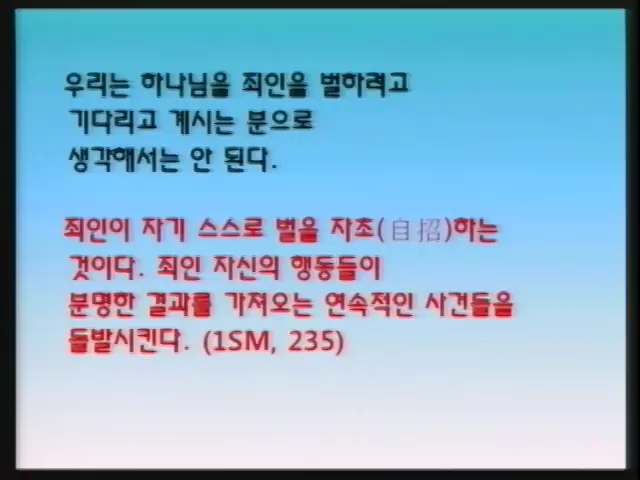 우리는 하나님을 죄인을 벌하려고
기다리고 계시는 분으로
생각해서는 안 된다.
죄인이 자기 스스로 벌을 자초(自招)하는
것이다. 죄인 자신의 행동들이
분명한 결과를 가져오는 연속적인 사건들을
돌발시킨다. (1SM, 235)